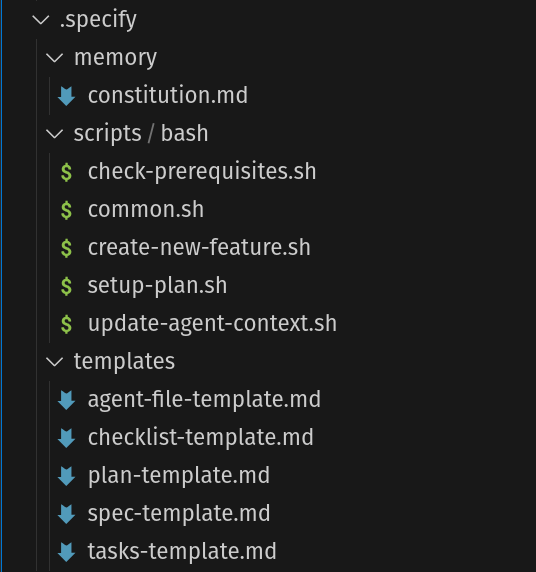 .specify
memory
constitution.md
scripts / bash
$ check-prerequisites.sh
$ common.sh
$ create-new-feature.sh
$ setup-plan.sh
$ update-agent-context.sh
templates
agent-file-template.md
checklist-template.md
plan-template.md
spec-template.md
tasks-template.md